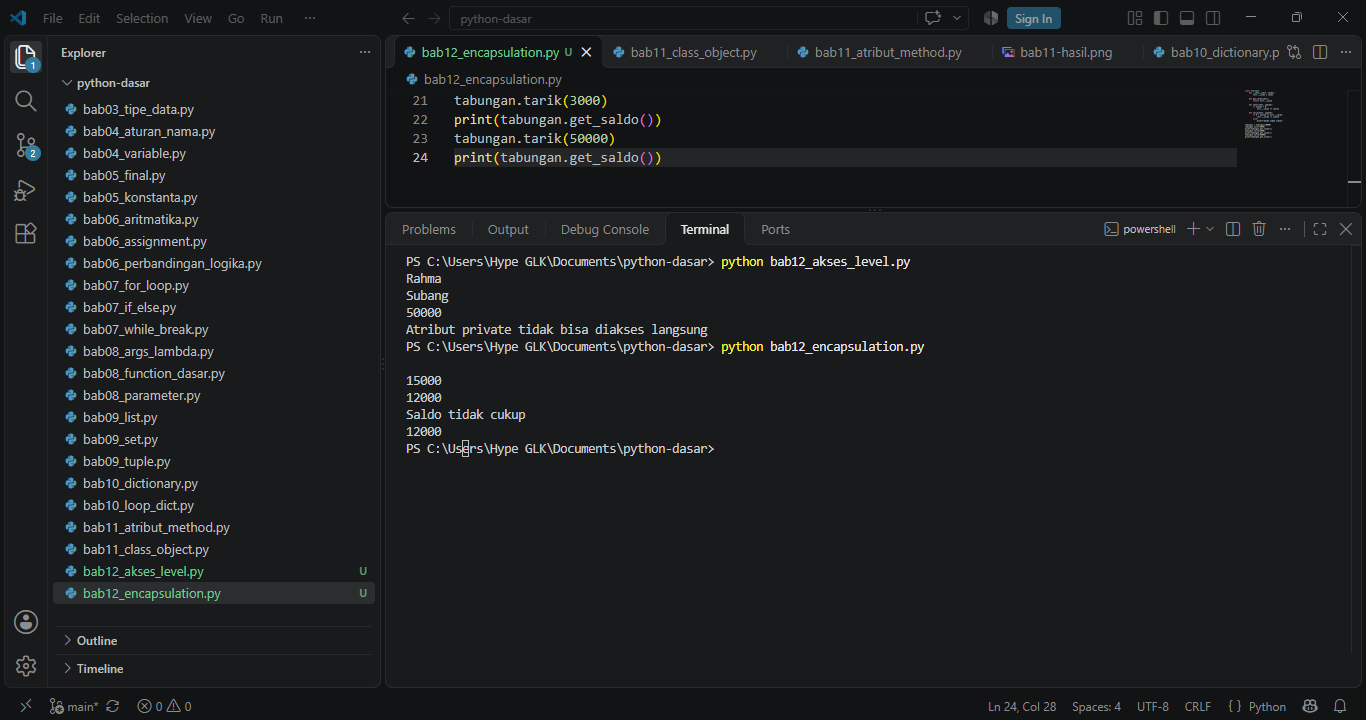 File Edit Selection View Go Run ···
python-dasar
Sign In
Explorer ···
python-dasar
bab03_tipe_data.py
bab04_aturan_nama.py
bab04_variable.py
bab05_final.py
bab05_konstanta.py
bab06_aritmatika.py
bab06_assignment.py
bab06_perbandingan_logika.py
bab07_for_loop.py
bab07_if_else.py
bab07_while_break.py
bab08_args_lambda.py
bab08_function_dasar.py
bab08_parameter.py
bab09_list.py
bab09_set.py
bab09_tuple.py
bab10_dictionary.py
bab10_loop_dict.py
bab11_atribut_method.py
bab11_class_object.py
bab12_akses_level.py U
bab12_encapsulation.py U
Outline
Timeline
1
2
bab12_encapsulation.py U bab11_class_object.py bab11_atribut_method.py bab11-hasil.png bab10_dictionary.p
bab12_encapsulation.py
21 tabungan.tarik(3000)
22 print(tabungan.get_saldo())
23 tabungan.tarik(50000)
24 print(tabungan.get_saldo())
Problems Output Debug Console Terminal Ports
powershell
PS C:\Users\Hype GLK\Documents\python-dasar> python bab12_akses_level.py
Rahma
Subang
50000
Atribut private tidak bisa diakses langsung
PS C:\Users\Hype GLK\Documents\python-dasar> python bab12_encapsulation.py
15000
12000
Saldo tidak cukup
12000
PS C:\Users\Hype GLK\Documents\python-dasar>
main* 0 0
Ln 24, Col 28 Spaces: 4 UTF-8 CRLF { } Python